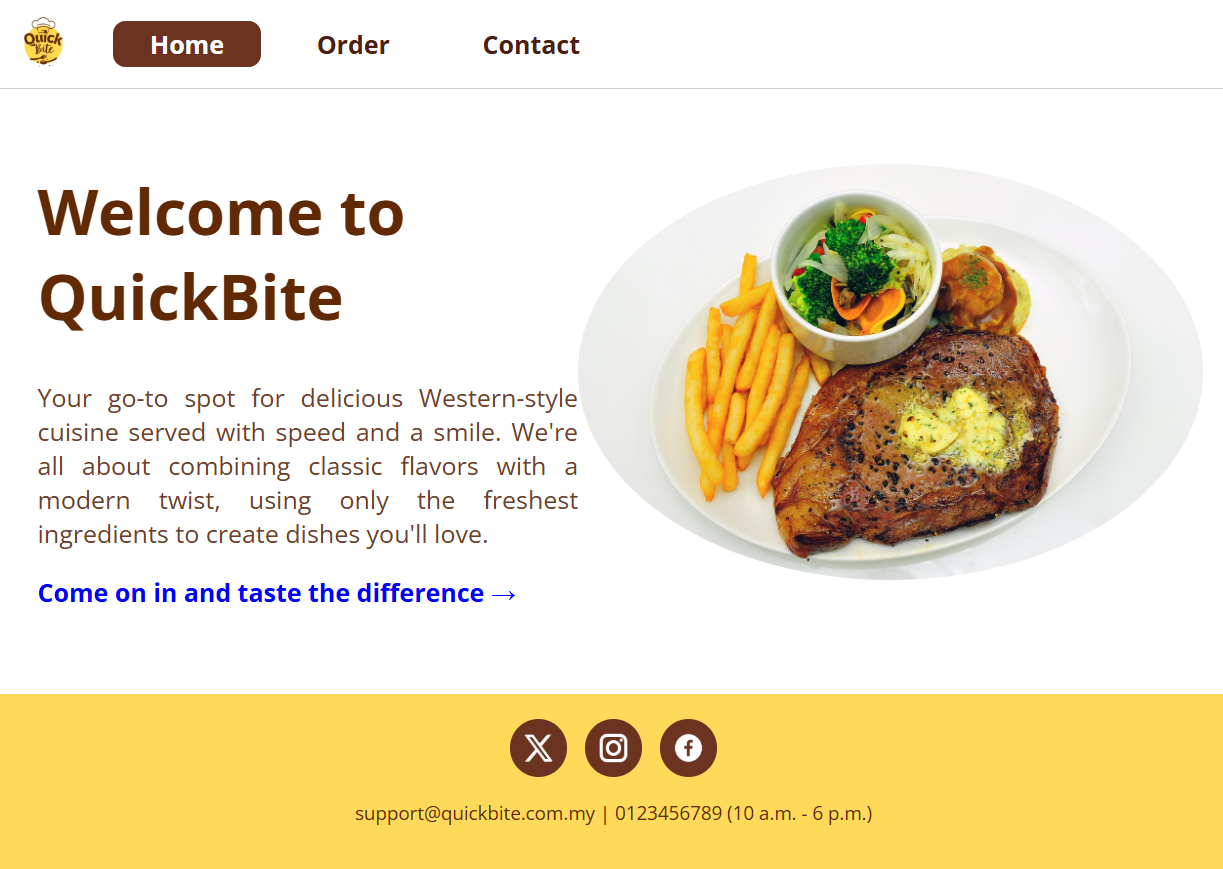 Quick
Bite
Home
Order
Contact
Welcome to
QuickBite
Your go-to spot for delicious Western-style
cuisine served with speed and a smile. We're
all about combining classic flavors with a
modern twist, using only the freshest
ingredients to create dishes you'll love.
Come on in and taste the difference →
support@quickbite.com.my | 0123456789 (10 a.m. - 6 p.m.)